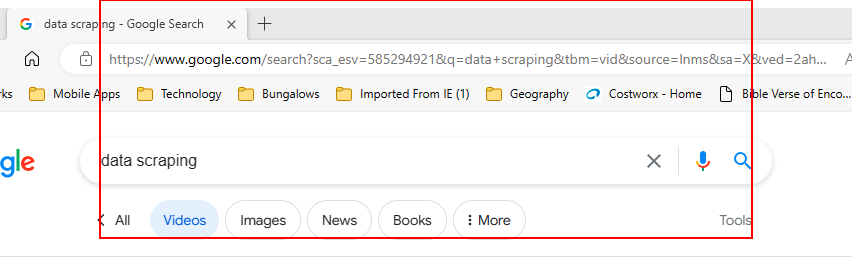 data scraping - Google Search
https://www.google.com/search?sca_esv=585294921&q=data+scraping&tbm=vid&source=lnms&sa=X&ved=2ah...
rks Mobile Apps Technology Bungalows Imported From IE (1) Geography Costworx - Home Bible Verse of Enco...
gle data scraping
All Videos Images News Books More Tools